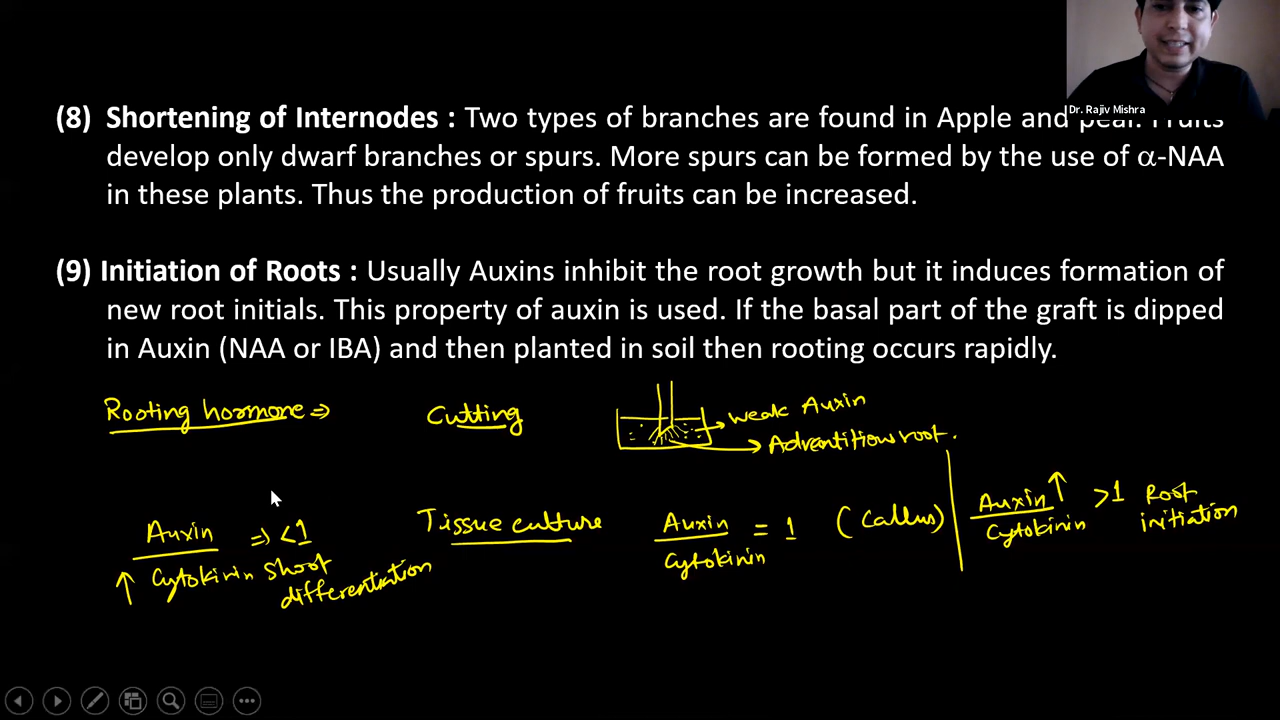 Dr. Rajiv Mishra
(8) Shortening of Internodes : Two types of branches are found in Apple and pear. Fruits
develop only dwarf branches or spurs. More spurs can be formed by the use of α-NAA
in these plants. Thus the production of fruits can be increased.
(9) Initiation of Roots : Usually Auxins inhibit the root growth but it induces formation of
new root initials. This property of auxin is used. If the basal part of the graft is dipped
in Auxin (NAA or IBA) and then planted in soil then rooting occurs rapidly.
Rooting hormone ⇒
Cutting
→ weak Auxin
→ Adventitiow root.
Auxin
Cytokinin
⇒ <1
↑
shoot
differentiation
Tissue culture
Auxin
Cytokinin
= 1
(Callus)
Auxin ↑
Cytokinin
>1
Root
initiation